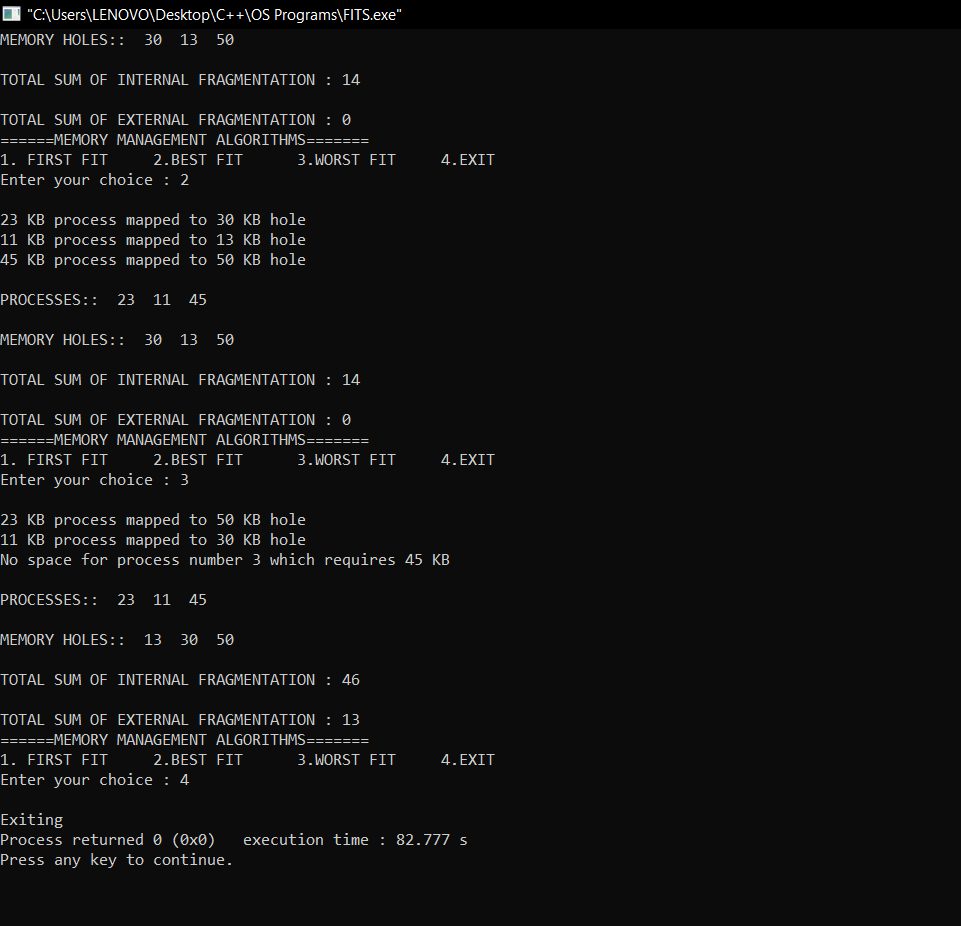 "C:\Users\LENOVO\Desktop\C++\OS Programs\FITS.exe"
MEMORY HOLES::  30  13  50
TOTAL SUM OF INTERNAL FRAGMENTATION : 14
TOTAL SUM OF EXTERNAL FRAGMENTATION : 0
======MEMORY MANAGEMENT ALGORITHMS=======
1. FIRST FIT     2.BEST FIT      3.WORST FIT     4.EXIT
Enter your choice : 2
23 KB process mapped to 30 KB hole
11 KB process mapped to 13 KB hole
45 KB process mapped to 50 KB hole
PROCESSES::  23  11  45
MEMORY HOLES::  30  13  50
TOTAL SUM OF INTERNAL FRAGMENTATION : 14
TOTAL SUM OF EXTERNAL FRAGMENTATION : 0
======MEMORY MANAGEMENT ALGORITHMS=======
1. FIRST FIT     2.BEST FIT      3.WORST FIT     4.EXIT
Enter your choice : 3
23 KB process mapped to 50 KB hole
11 KB process mapped to 30 KB hole
No space for process number 3 which requires 45 KB
PROCESSES::  23  11  45
MEMORY HOLES::  13  30  50
TOTAL SUM OF INTERNAL FRAGMENTATION : 46
TOTAL SUM OF EXTERNAL FRAGMENTATION : 13
======MEMORY MANAGEMENT ALGORITHMS=======
1. FIRST FIT     2.BEST FIT      3.WORST FIT     4.EXIT
Enter your choice : 4
Exiting
Process returned 0 (0x0)   execution time : 82.777 s
Press any key to continue.